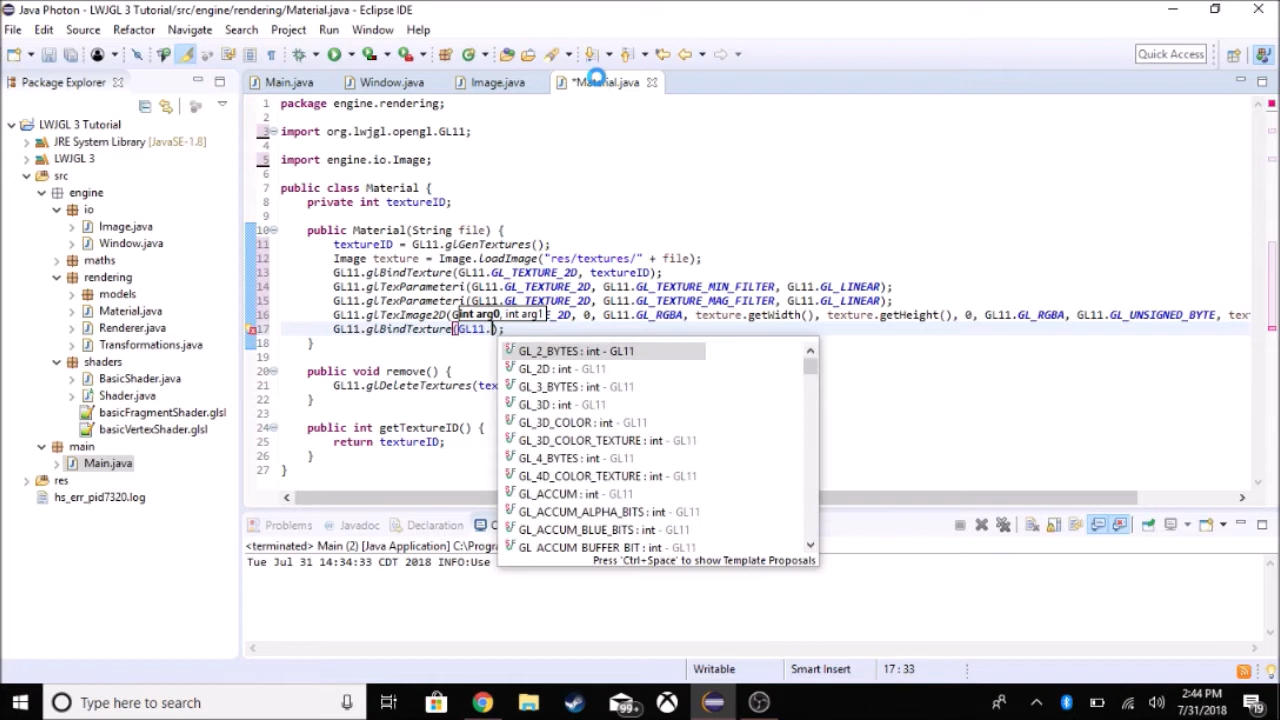 Java Photon - LWJGL 3 Tutorial/src/engine/rendering/Material.java - Eclipse IDE
File Edit Source Refactor Navigate Search Project Run Window Help
Quick Access
Package Explorer
Main.java Window.java Image.java *Material.java
LWJGL 3 Tutorial
JRE System Library [JavaSE-1.8]
LWJGL 3
src
engine
io
Image.java
Window.java
maths
rendering
models
Material.java
Renderer.java
Transformations.java
shaders
BasicShader.java
Shader.java
basicFragmentShader.glsl
basicVertexShader.glsl
main
Main.java
res
hs_err_pid7320.log
1 package engine.rendering;
2
3 import org.lwjgl.opengl.GL11;
4
5 import engine.io.Image;
6
7 public class Material {
8 private int textureID;
9
10 public Material(String file) {
11 textureID = GL11.glGenTextures();
12 Image texture = Image.loadImage("res/textures/" + file);
13 GL11.glBindTexture(GL11.GL_TEXTURE_2D, textureID);
14 GL11.glTexParameteri(GL11.GL_TEXTURE_2D, GL11.GL_TEXTURE_MIN_FILTER, GL11.GL_LINEAR);
15 GL11.glTexParameteri(GL11.GL_TEXTURE_2D, GL11.GL_TEXTURE_MAG_FILTER, GL11.GL_LINEAR);
int arg0, int arg1
16 GL11.glTexImage2D(G E_2D, 0, GL11.GL_RGBA, texture.getWidth(), texture.getHeight(), 0, GL11.GL_RGBA, GL11.GL_UNSIGNED_BYTE, text
17 GL11.glBindTexture(GL11.);
18 }
19
20 public void remove() {
21 GL11.glDeleteTextures(tex
22 }
23
24 public int getTextureID() {
25 return textureID;
26 }
27 }
GL_2_BYTES : int - GL11
GL_2D : int - GL11
GL_3_BYTES : int - GL11
GL_3D : int - GL11
GL_3D_COLOR : int - GL11
GL_3D_COLOR_TEXTURE : int - GL11
GL_4_BYTES : int - GL11
GL_4D_COLOR_TEXTURE : int - GL11
GL_ACCUM : int - GL11
GL_ACCUM_ALPHA_BITS : int - GL11
GL_ACCUM_BLUE_BITS : int - GL11
GL_ACCUM_BUFFER_BIT : int - GL11
Press 'Ctrl+Space' to show Template Proposals
Problems Javadoc Declaration C
<terminated> Main (2) [Java Application] C:\Progra
Tue Jul 31 14:34:33 CDT 2018 INFO:Use
Writable Smart Insert 17 : 33
Type here to search
99+
2:44 PM
7/31/2018
19